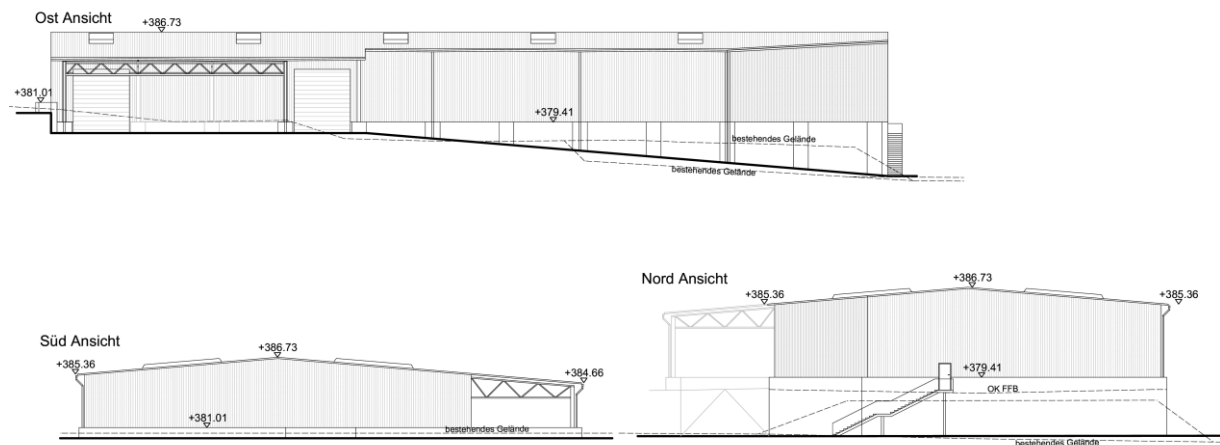 Ost Ansicht
+386.73
+381.01
+379.41
bestehendes Gelände
bestehendes Gelände
Nord Ansicht
+386.73
+385.36
+385.36
+379.41
OK FFB
bestehendes Gelände
Süd Ansicht
+386.73
+385.36
+384.66
+381.01
bestehendes Gelände